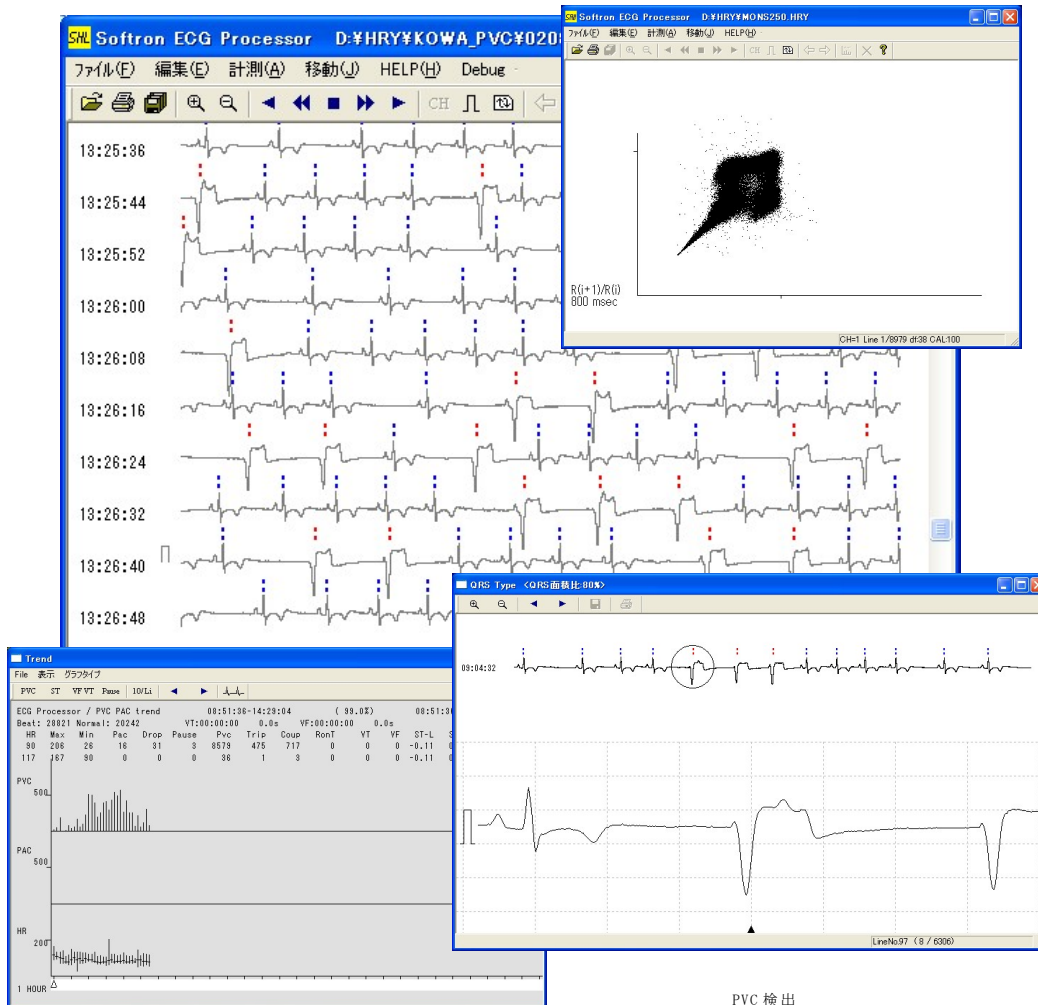 SHL Softron ECG Processor D:¥HRY¥KOWA_PVC¥020
ファイル(F) 編集(E) 計測(A) 移動(J) HELP(H) Debug
CH
13:25:36
13:25:44
13:25:52
13:26:00
13:26:08
13:26:16
13:26:24
13:26:32
13:26:40
13:26:48
Softron ECG Processor D:¥HRY¥MONS250.HRY
ファイル(F) 編集(E) 計測(A) 移動(J) HELP(H)
CH
R(i+1)/R(i)
800 msec
CH=1 Line 1/8979 df:38 CAL:100
QRS Type <QRS面積比:80%>
09:04:32
LineNo.97 (8 / 6306)
Trend
File 表示 グラフタイプ
PVC ST VF VT Pause 10/Li
ECG Processor / PVC PAC trend 08:51:36-14:29:04 ( 99.0%) 08:51:3
Beat: 28821 Normal: 20242 VT:00:00:00 0.0s VF:00:00:00 0.0s
HR Max Min Pac Drop Pause Pvc Trip Coup RonT VT VF ST-L S
90 206 26 16 31 3 8579 475 717 0 0 0 -0.11
117 167 90 0 0 0 36 1 3 0 0 0 -0.11
PVC
500
PAC
500
HR
200
1 HOUR
PVC 検出